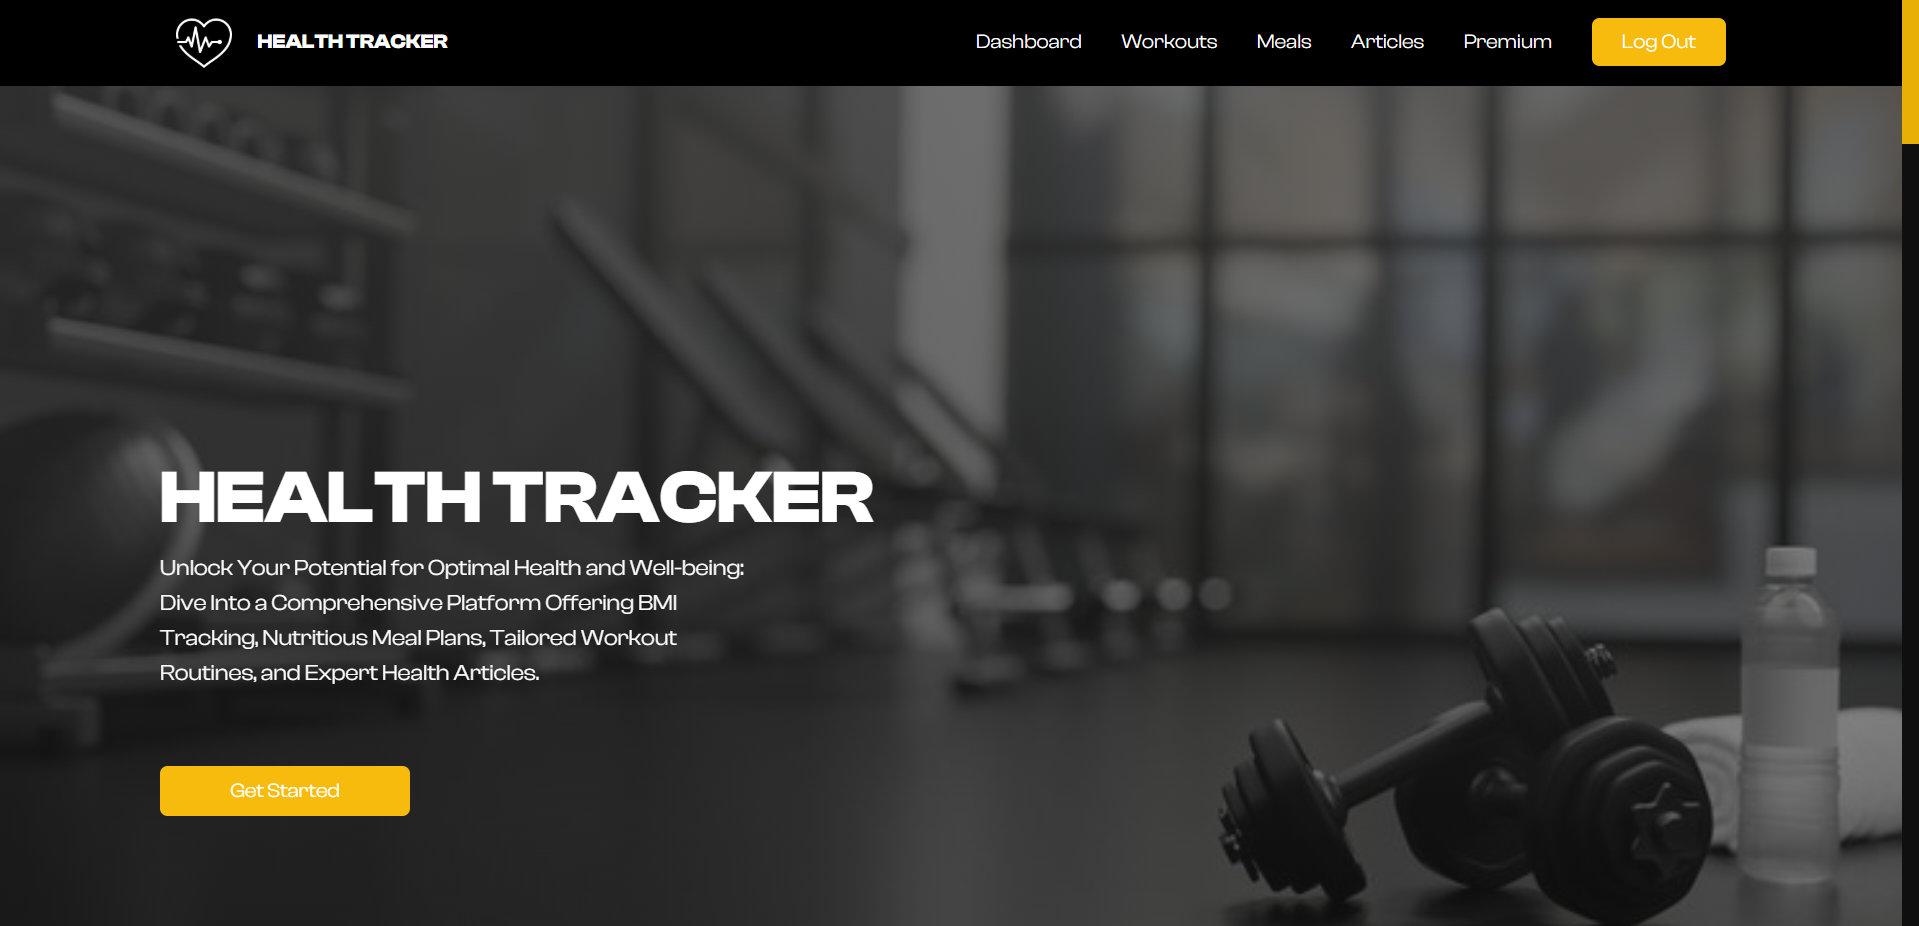 HEALTH TRACKER
Dashboard
Workouts
Meals
Articles
Premium
Log Out
HEALTH TRACKER
Unlock Your Potential for Optimal Health and Well-being:
Dive Into a Comprehensive Platform Offering BMI
Tracking, Nutritious Meal Plans, Tailored Workout
Routines, and Expert Health Articles.
Get Started